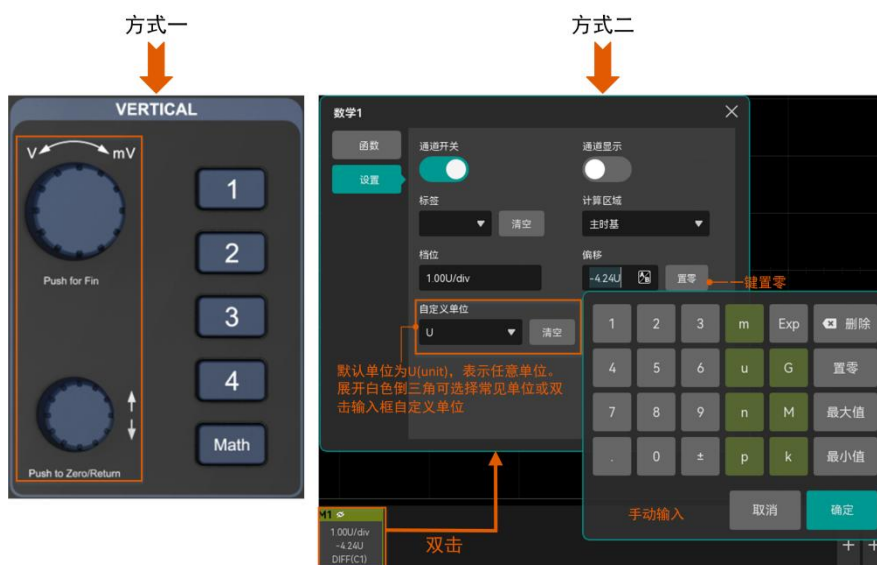 方式一
方式二
VERTICAL
V
mV
1
2
3
4
Math
Push for Fin
Push to Zero/Return
数学1
函数
设置
通道开关
通道显示
标签
清空
计算区域
主时基
档位
1.00U/div
偏移
-4.24U
置零
一键置零
自定义单位
U
清空
默认单位为U(unit)，表示任意单位。
展开白色倒三角可选择常见单位或双
击输入框自定义单位
1 2 3 m Exp 删除
4 5 6 u G 置零
7 8 9 n M 最大值
. 0 ± p k 最小值
手动输入
取消
确定
M1
1.00U/div
-4.24U
DIFF(C1)
双击
+ +